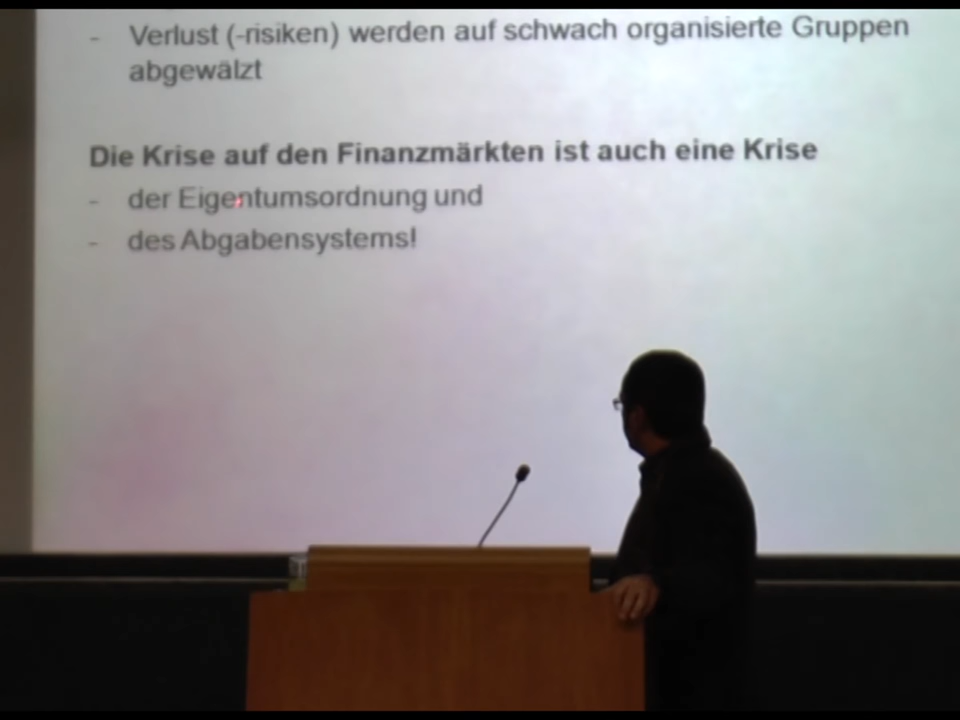 - Verlust (-risiken) werden auf schwach organisierte Gruppen
abgewälzt
Die Krise auf den Finanzmärkten ist auch eine Krise
- der Eigentumsordnung und
- des Abgabensystems!